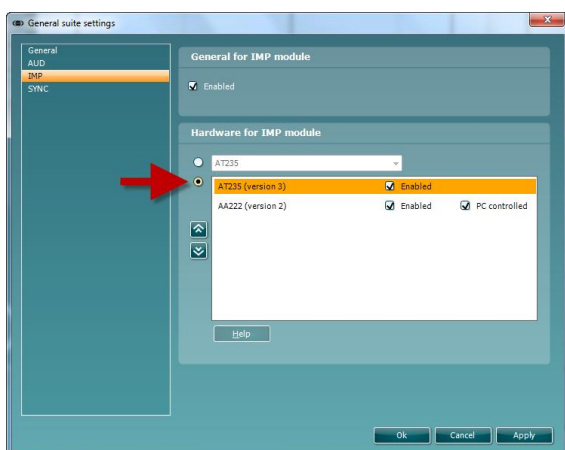 General suite settings
General
AUD
IMP
SYNC
General for IMP module
Enabled
Hardware for IMP module
AT235
AT235 (version 3) Enabled
AA222 (version 2) Enabled PC controlled
Help
Ok Cancel Apply